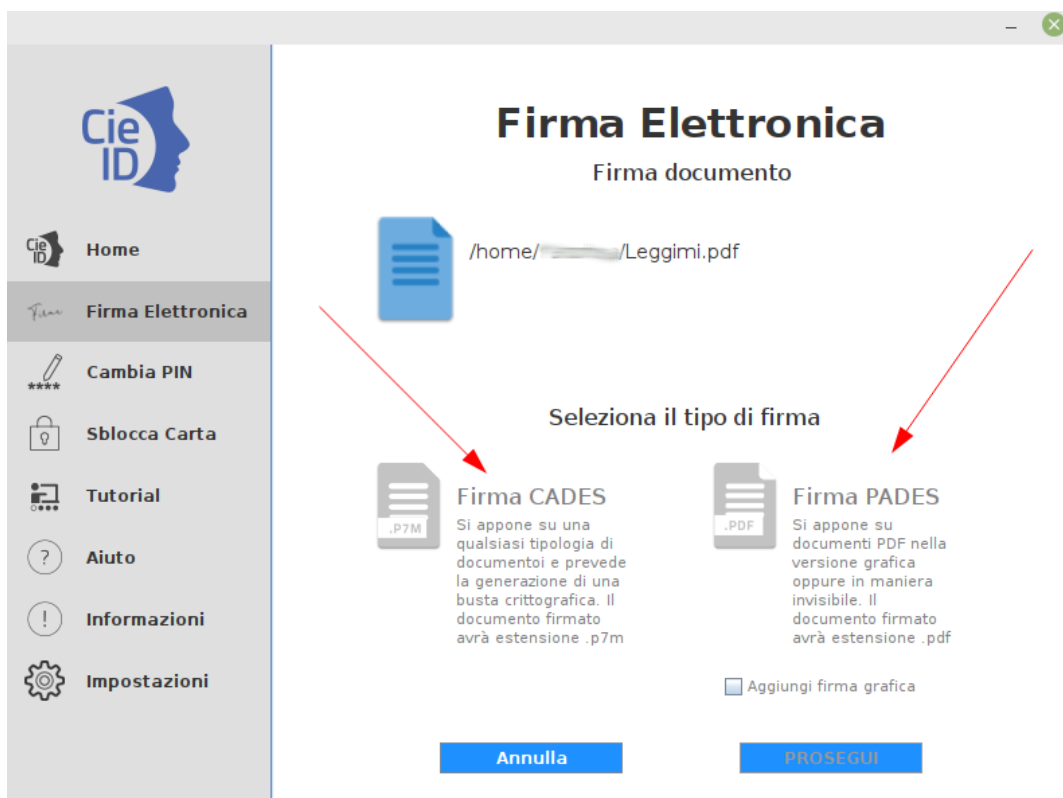 Cie
ID
Cie
ID
Home
Firma
Firma Elettronica
****
Cambia PIN
Sblocca Carta
Tutorial
?
Aiuto
!
Informazioni
Impostazioni
Firma Elettronica
Firma documento
/home/ /Leggimi.pdf
Seleziona il tipo di firma
.P7M
Firma CADES
Si appone su una
qualsiasi tipologia di
documentoi e prevede
la generazione di una
busta crittografica. Il
documento firmato
avrà estensione .p7m
.PDF
Firma PADES
Si appone su
documenti PDF nella
versione grafica
oppure in maniera
invisibile. Il
documento firmato
avrà estensione .pdf
Aggiungi firma grafica
Annulla
PROSEGUI